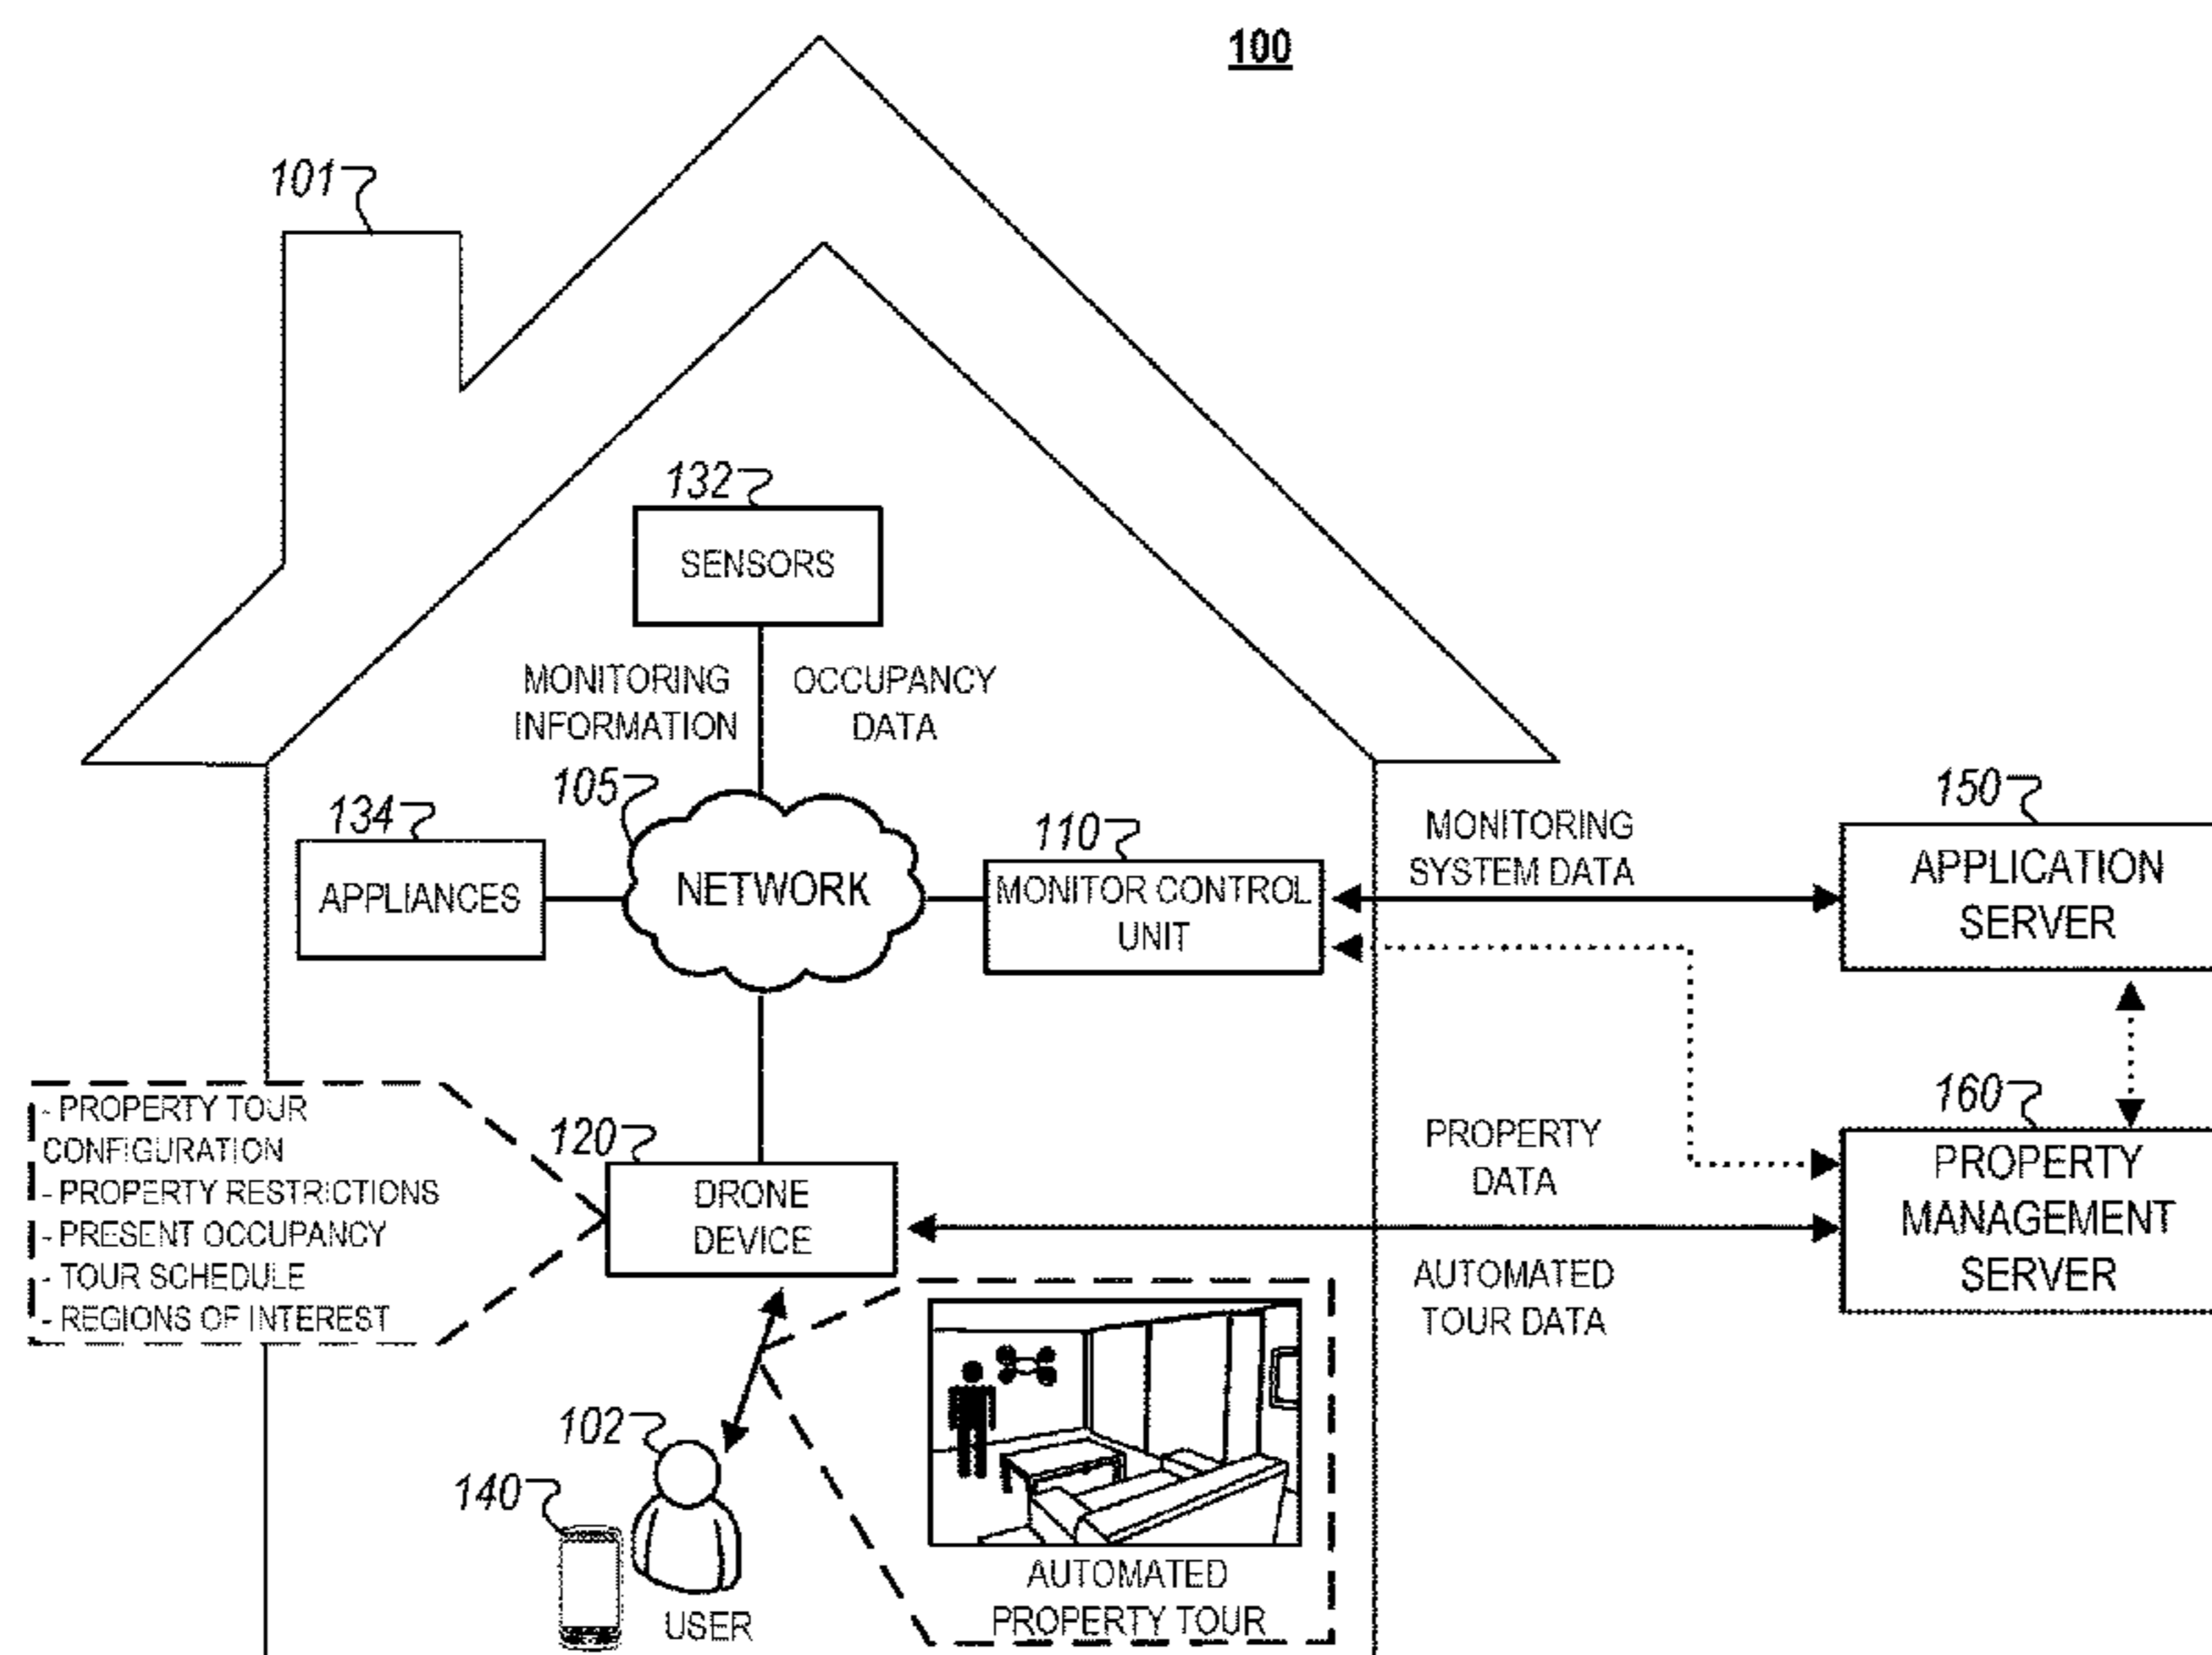 100
101
132
SENSORS
MONITORING
INFORMATION
OCCUPANCY
DATA
105
134
APPLIANCES
NETWORK
110
MONITOR CONTROL
UNIT
MONITORING
SYSTEM DATA
150
APPLICATION
SERVER
- PROPERTY TOUR
CONFIGURATION
- PROPERTY RESTRICTIONS
- PRESENT OCCUPANCY
- TOUR SCHEDULE
- REGIONS OF INTEREST
120
DRONE
DEVICE
PROPERTY
DATA
AUTOMATED
TOUR DATA
160
PROPERTY
MANAGEMENT
SERVER
102
140
USER
AUTOMATED
PROPERTY TOUR